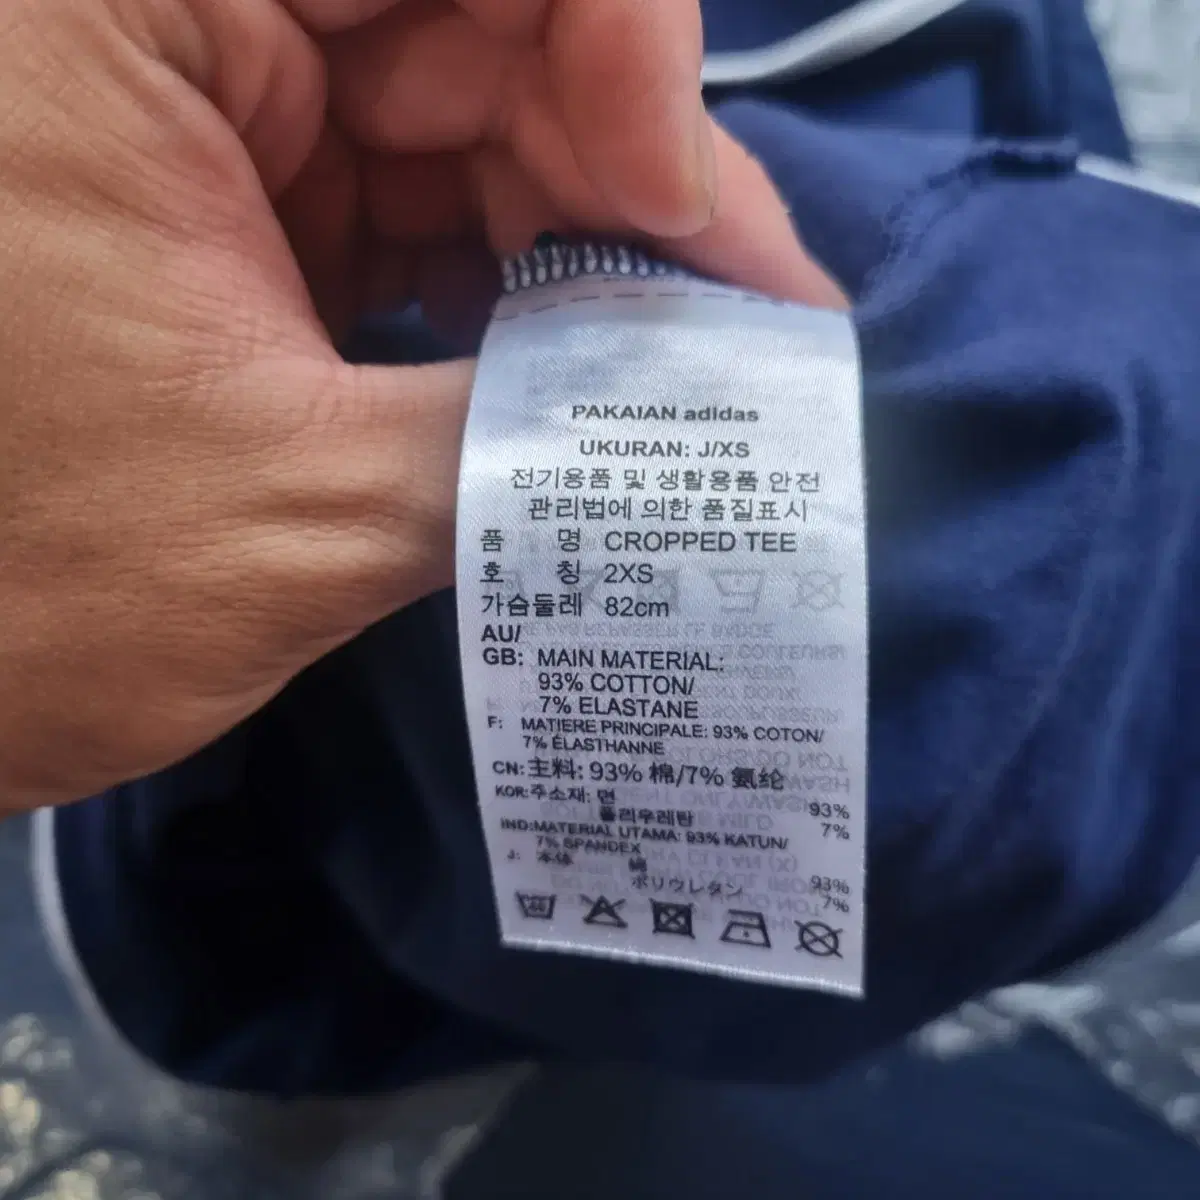 PAKAIAN adidas
UKURAN: J/XS
전기용품 및 생활용품 안전
관리법에 의한 품질표시
품 명 CROPPED TEE
호 칭 2XS
가슴둘레 82cm
AU/
GB: MAIN MATERIAL:
93% COTTON/
7% ELASTANE
F: MATIERE PRINCIPALE: 93% COTON/
7% ÉLASTHANNE
CN: 主料: 93% 棉/7% 氨纶
KOR: 주소재: 면 93%
폴리우레탄 7%
IND: MATERIAL UTAMA: 93% KATUN/
7% SPANDEX
J: 本体 綿 93%
ポリウレタン 7%